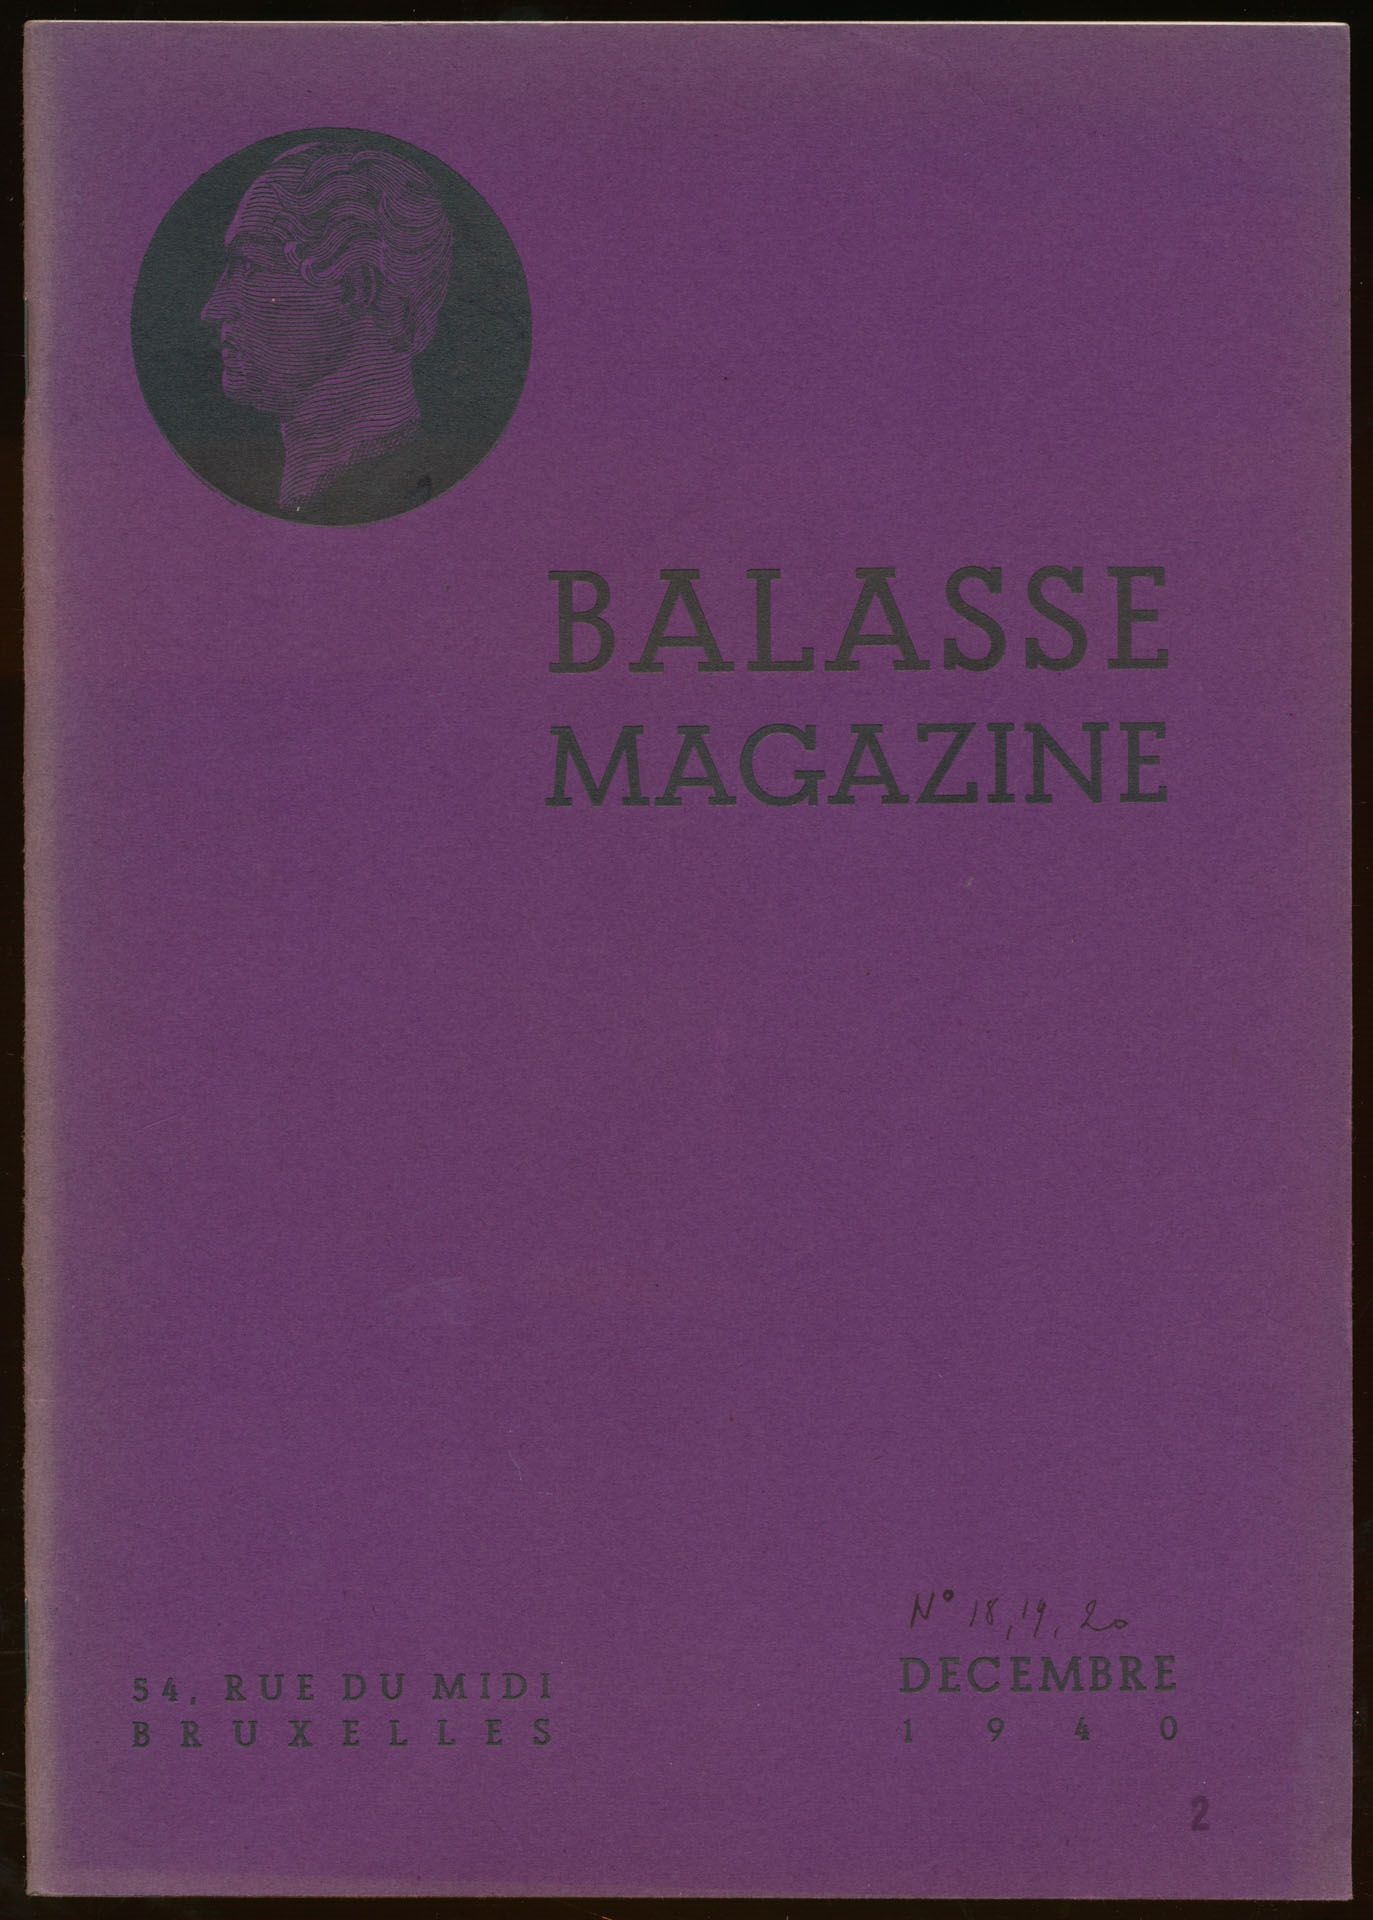 BALASSE
MAGAZINE
N° 18, 19, 20
54, RUE DU MIDI
BRUXELLES
DECEMBRE
1940
2